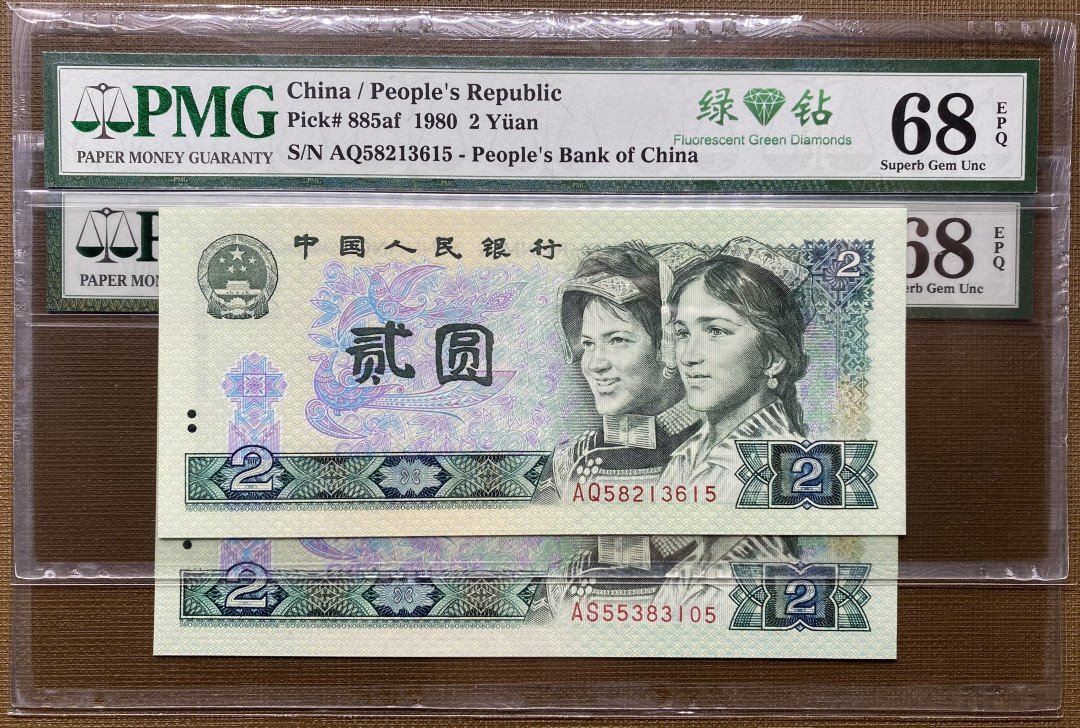 PMG
PAPER MONEY GUARANTY
China / People's Republic
Pick# 885af 1980 2 Yüan
S/N AQ58213615 - People's Bank of China
绿 钻
Fluorescent Green Diamonds
68
EPQ
Superb Gem Unc
68
EPQ
rb Gem Unc
P
PAPER MO
中国人民银行
2
贰圆
2
AQ58213615
2
2
AS55383105
2